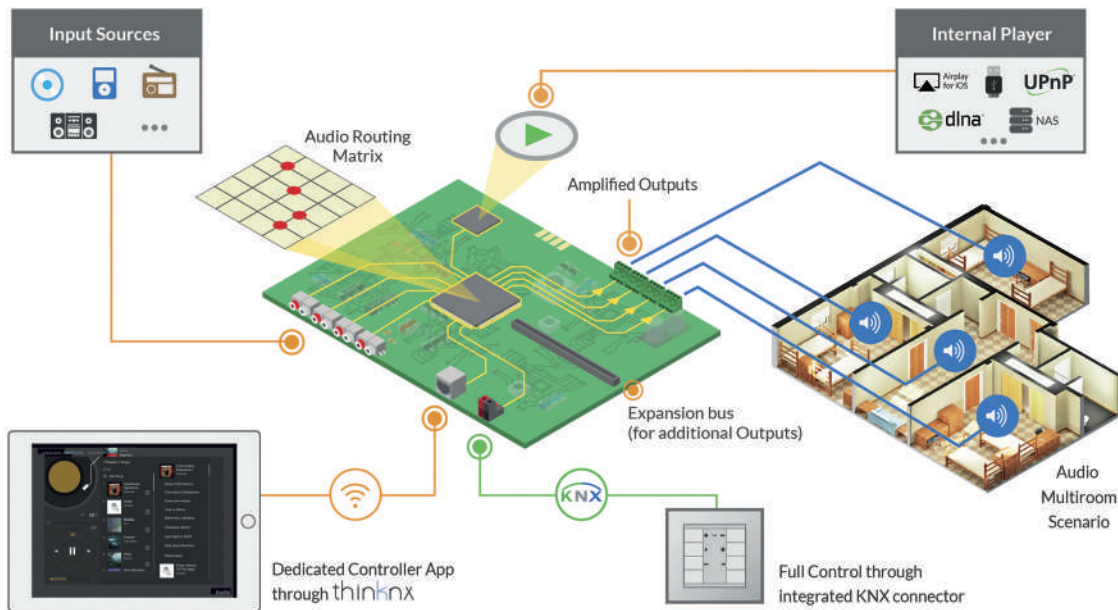 Input Sources
Internal Player
Airplay
for iOS
UPnP
dlna
NAS
Audio Routing
Matrix
Amplified Outputs
Expansion bus
(for additional Outputs)
Audio
Multiroom
Scenario
KNX
Dedicated Controller App
through thinknx
Full Control through
integrated KNX connector